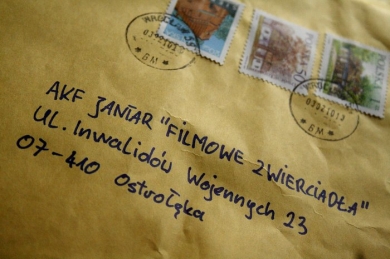 AKF JANTAR "FILMOWE ZWIERCIADŁA"
UL. Inwalidów Wojennych 23
07-410 Ostrołęka